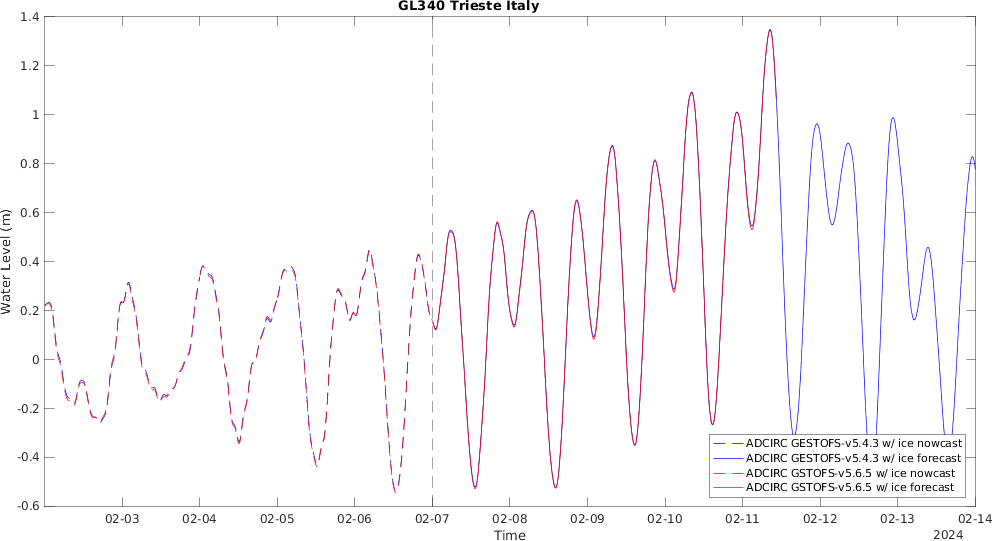 GL340 Trieste Italy
Water Level (m)
1.4
1.2
1
0.8
0.6
0.4
0.2
0
-0.2
-0.4
-0.6
ADCIRC GESTOFS-v5.4.3 w/ ice nowcast
ADCIRC GESTOFS-v5.4.3 w/ ice forecast
ADCIRC GSTOFS-v5.6.5 w/ ice nowcast
ADCIRC GSTOFS-v5.6.5 w/ ice forecast
02-03 02-04 02-05 02-06 02-07 02-08 02-09 02-10 02-11 02-12 02-13 02-14
Time
2024